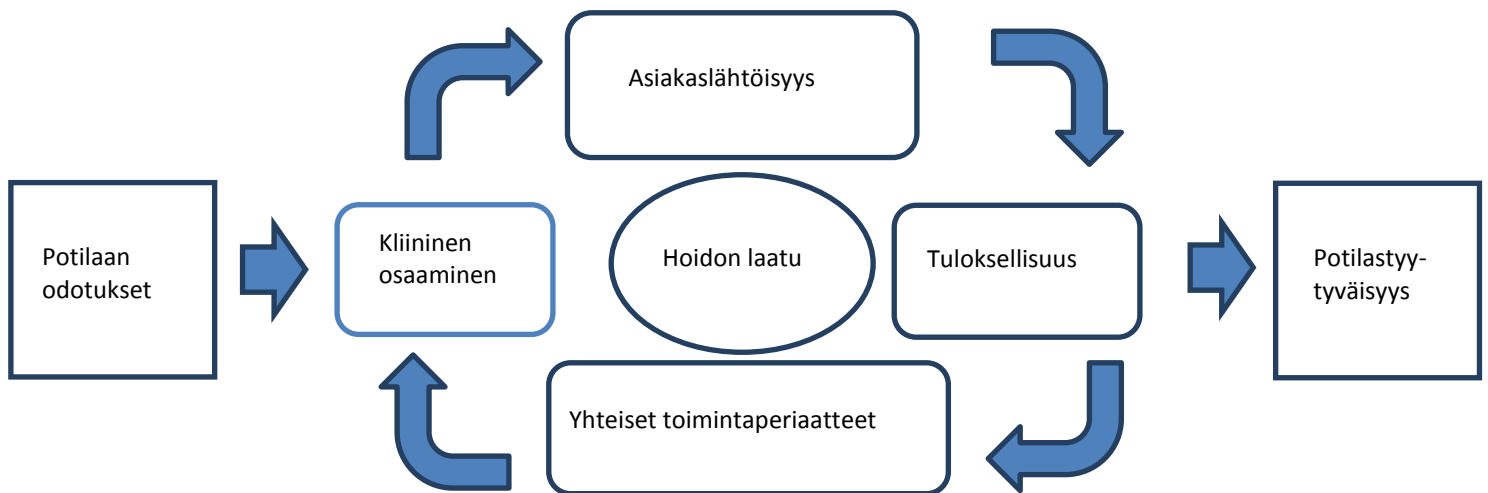 Asiakaslähtöisyys
Potilaan
odotukset
Kliininen
osaaminen
Hoidon laatu
Tuloksellisuus
Potilastyy-
tyväisyys
Yhteiset toimintaperiaatteet